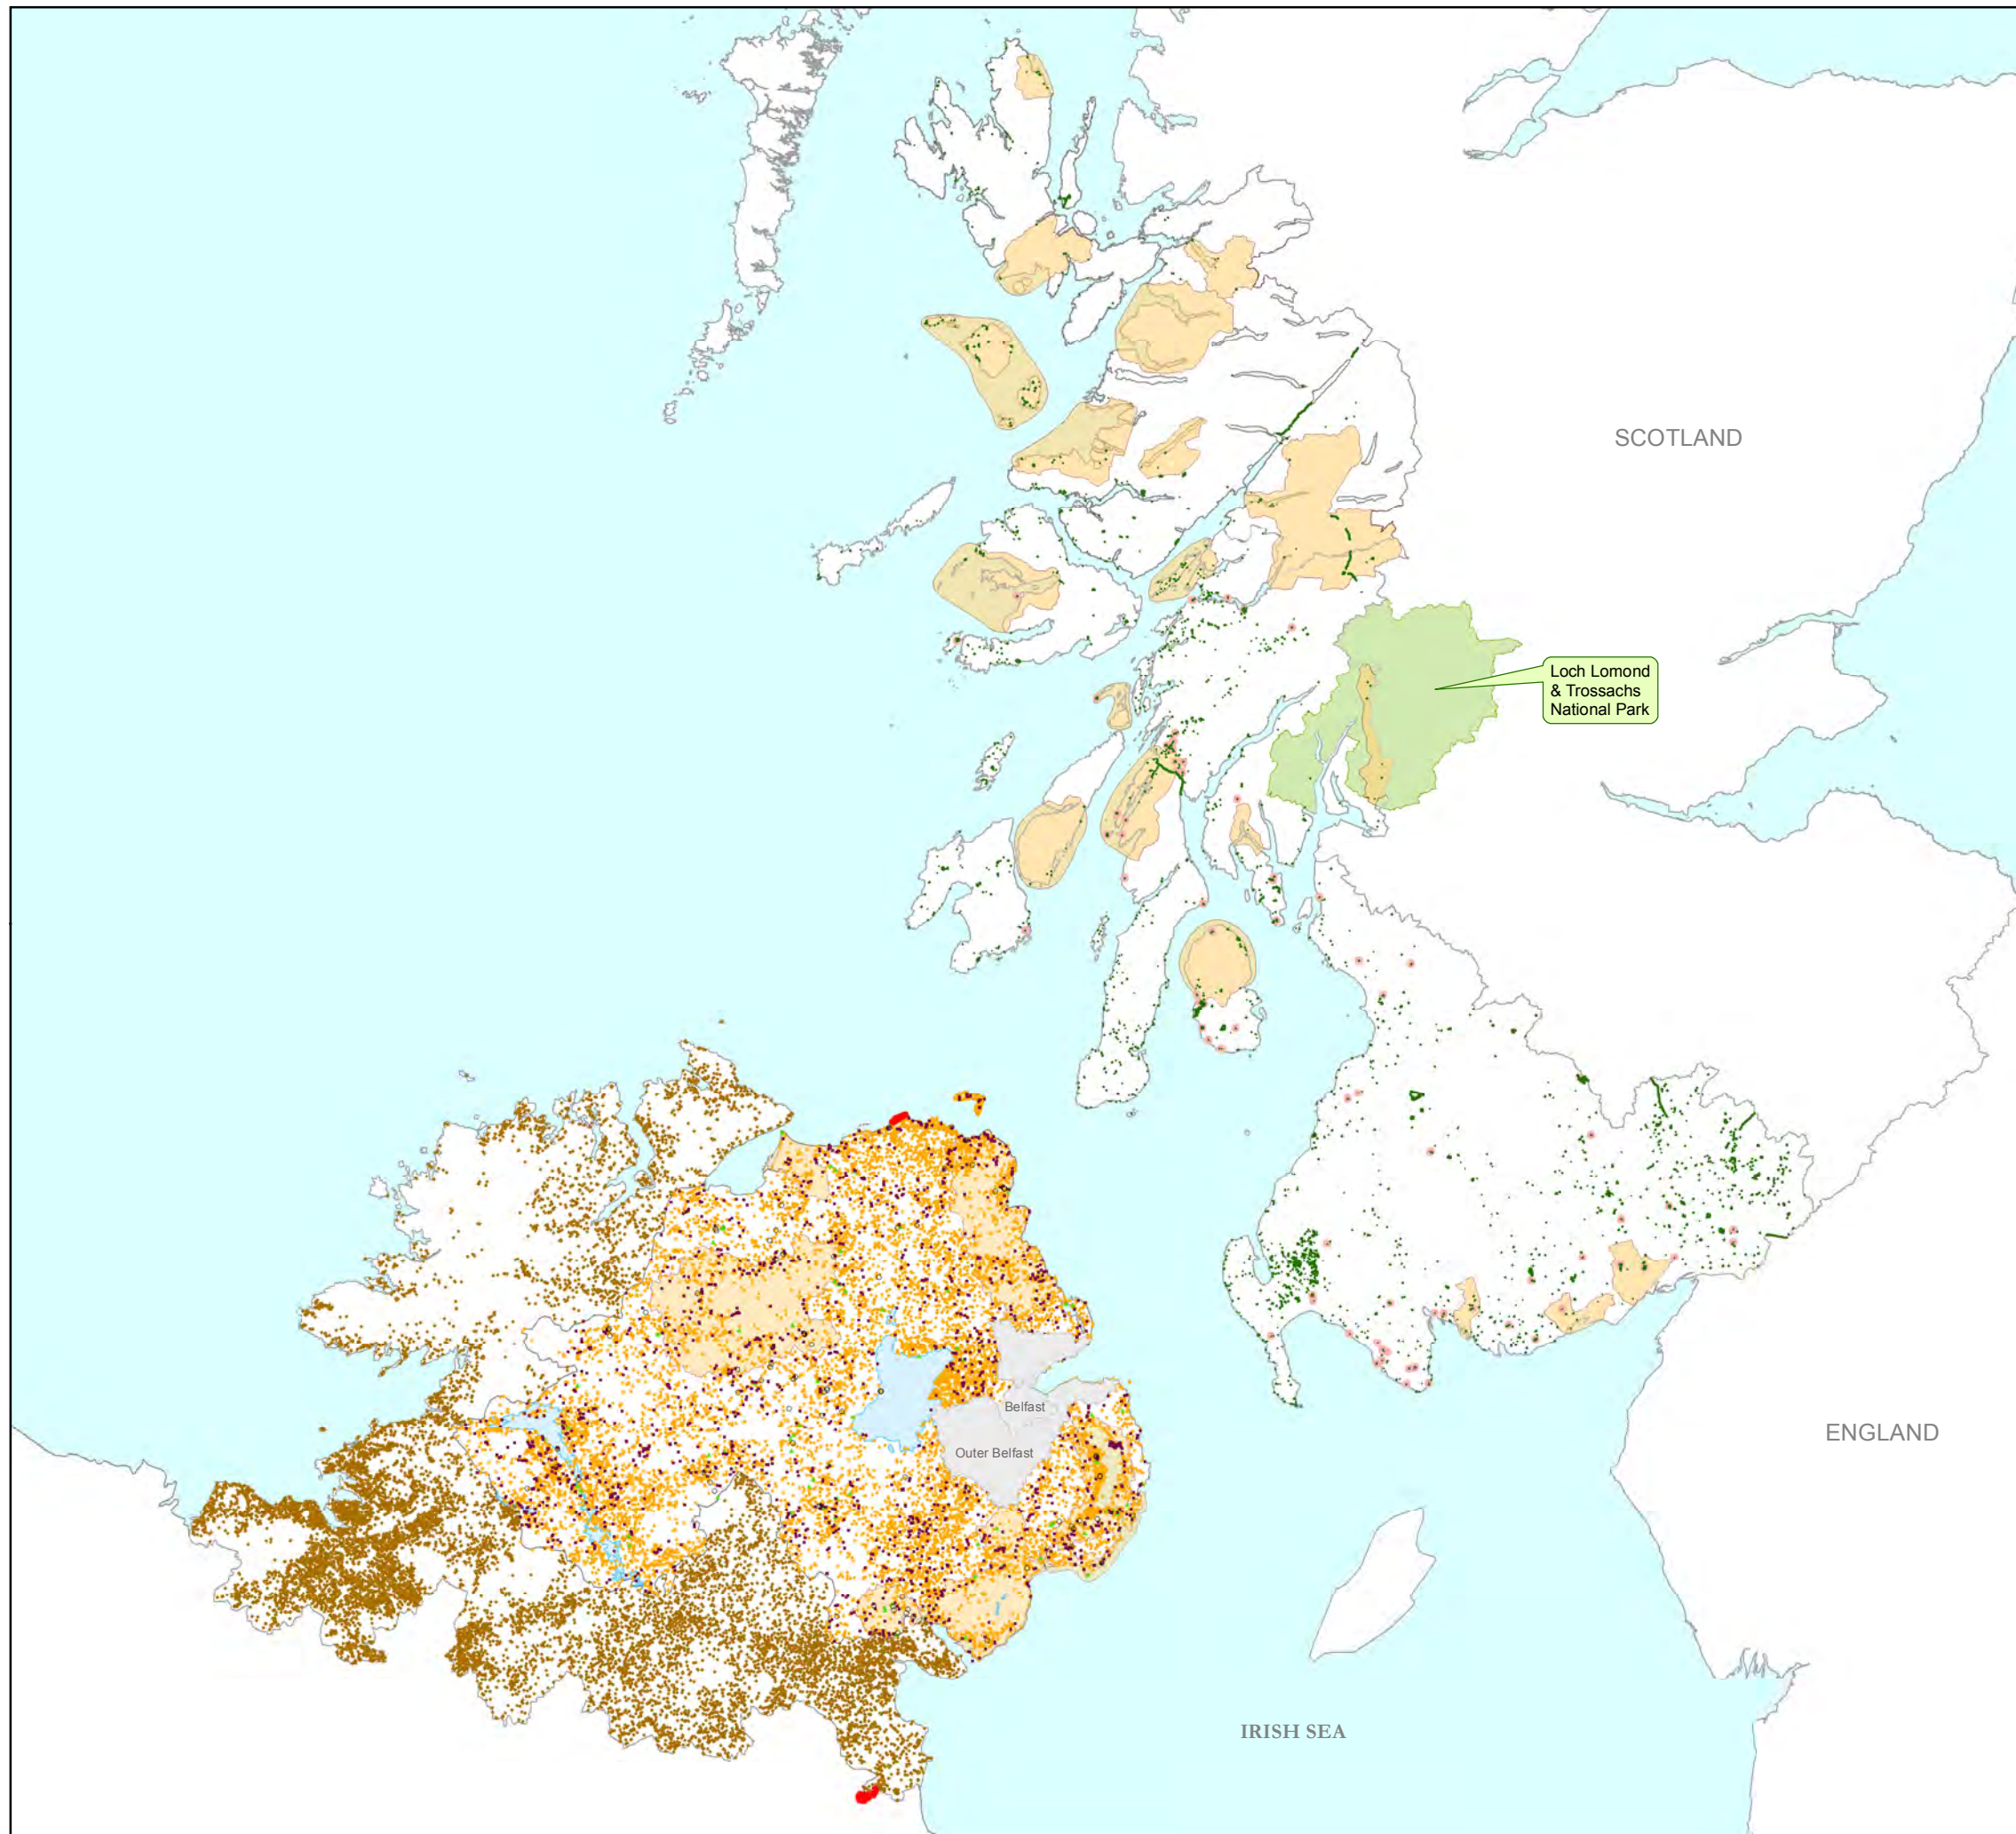 SCOTLAND
Loch Lomond
& Trossachs
National Park
Belfast
Outer Belfast
ENGLAND
IRISH SEA